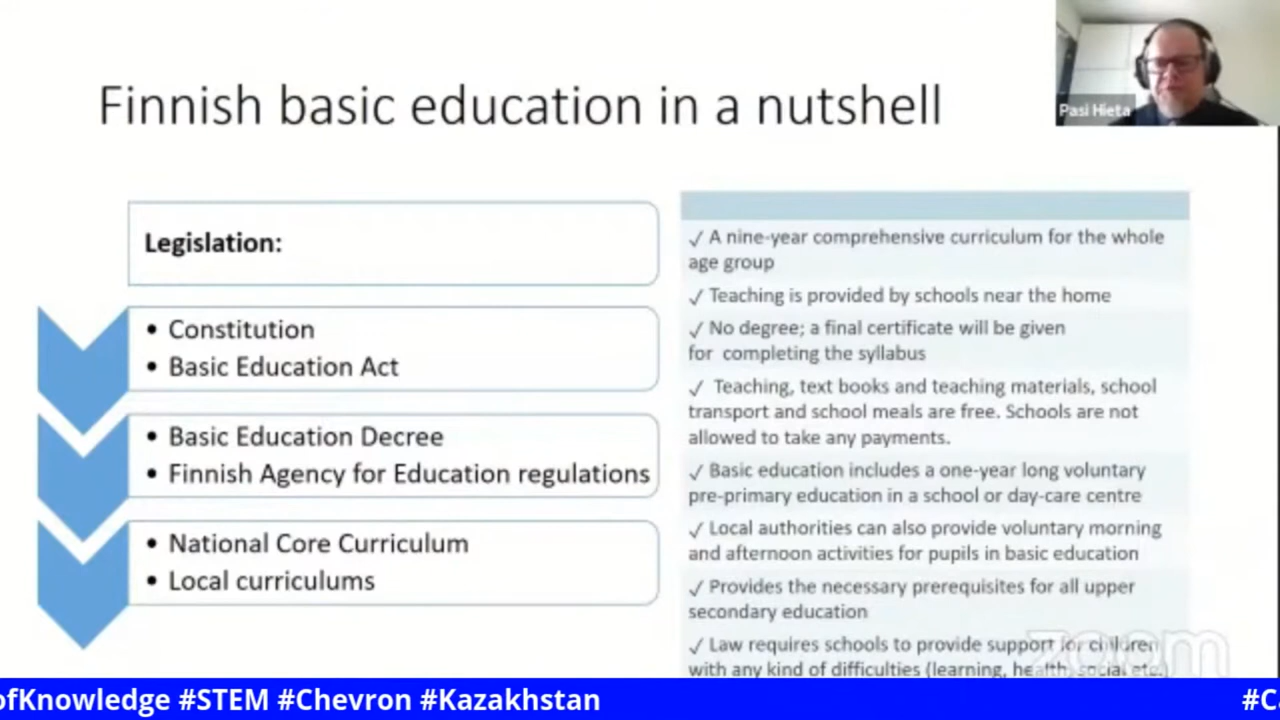 Finnish basic education in a nutshell
Pasi Hieta
Legislation:
• Constitution
• Basic Education Act
• Basic Education Decree
• Finnish Agency for Education regulations
• National Core Curriculum
• Local curriculums
✓ A nine-year comprehensive curriculum for the whole
age group
✓ Teaching is provided by schools near the home
✓ No degree; a final certificate will be given
for completing the syllabus
✓ Teaching, text books and teaching materials, school
transport and school meals are free. Schools are not
allowed to take any payments.
✓ Basic education includes a one-year long voluntary
pre-primary education in a school or day-care centre
✓ Local authorities can also provide voluntary morning
and afternoon activities for pupils in basic education
✓ Provides the necessary prerequisites for all upper
secondary education
✓ Law requires schools to provide support for children
with any kind of difficulties (learning, health, social etc.)
zoom
ofKnowledge #STEM #Chevron #Kazakhstan #Ca